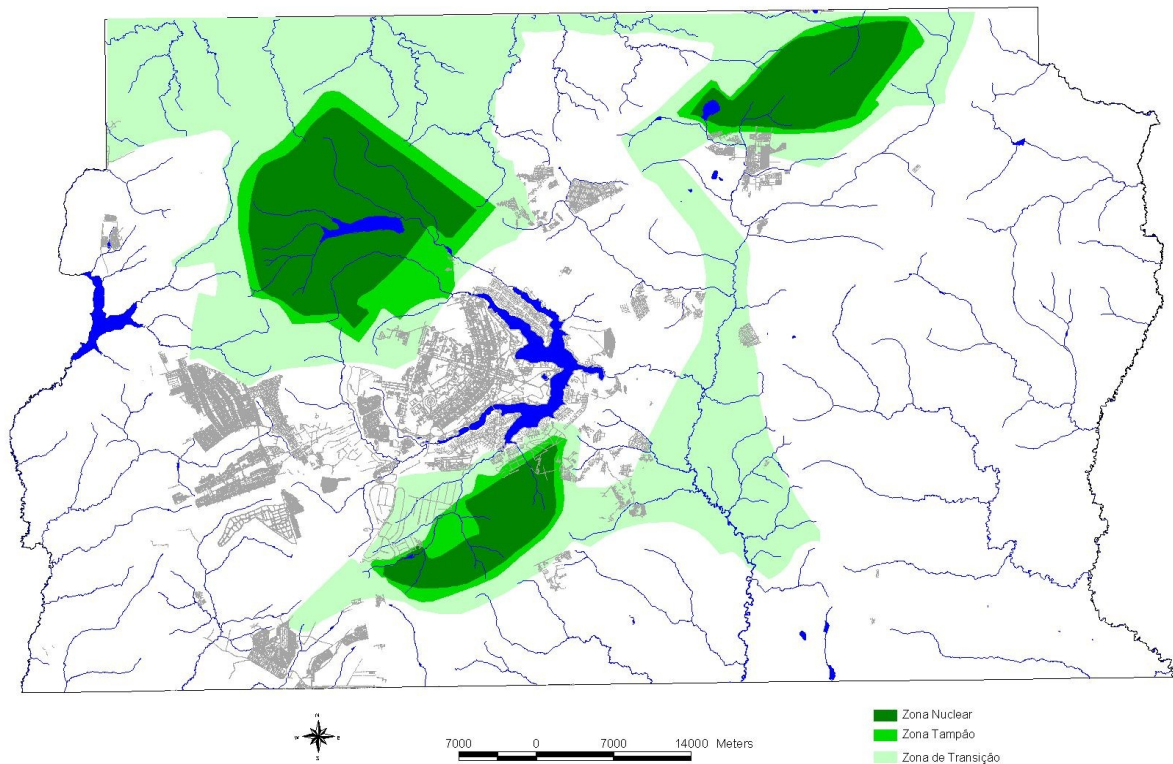 N
E
S
7000 0 7000 14000 Meters
Zona Nuclear
Zona Tampão
Zona de Transição